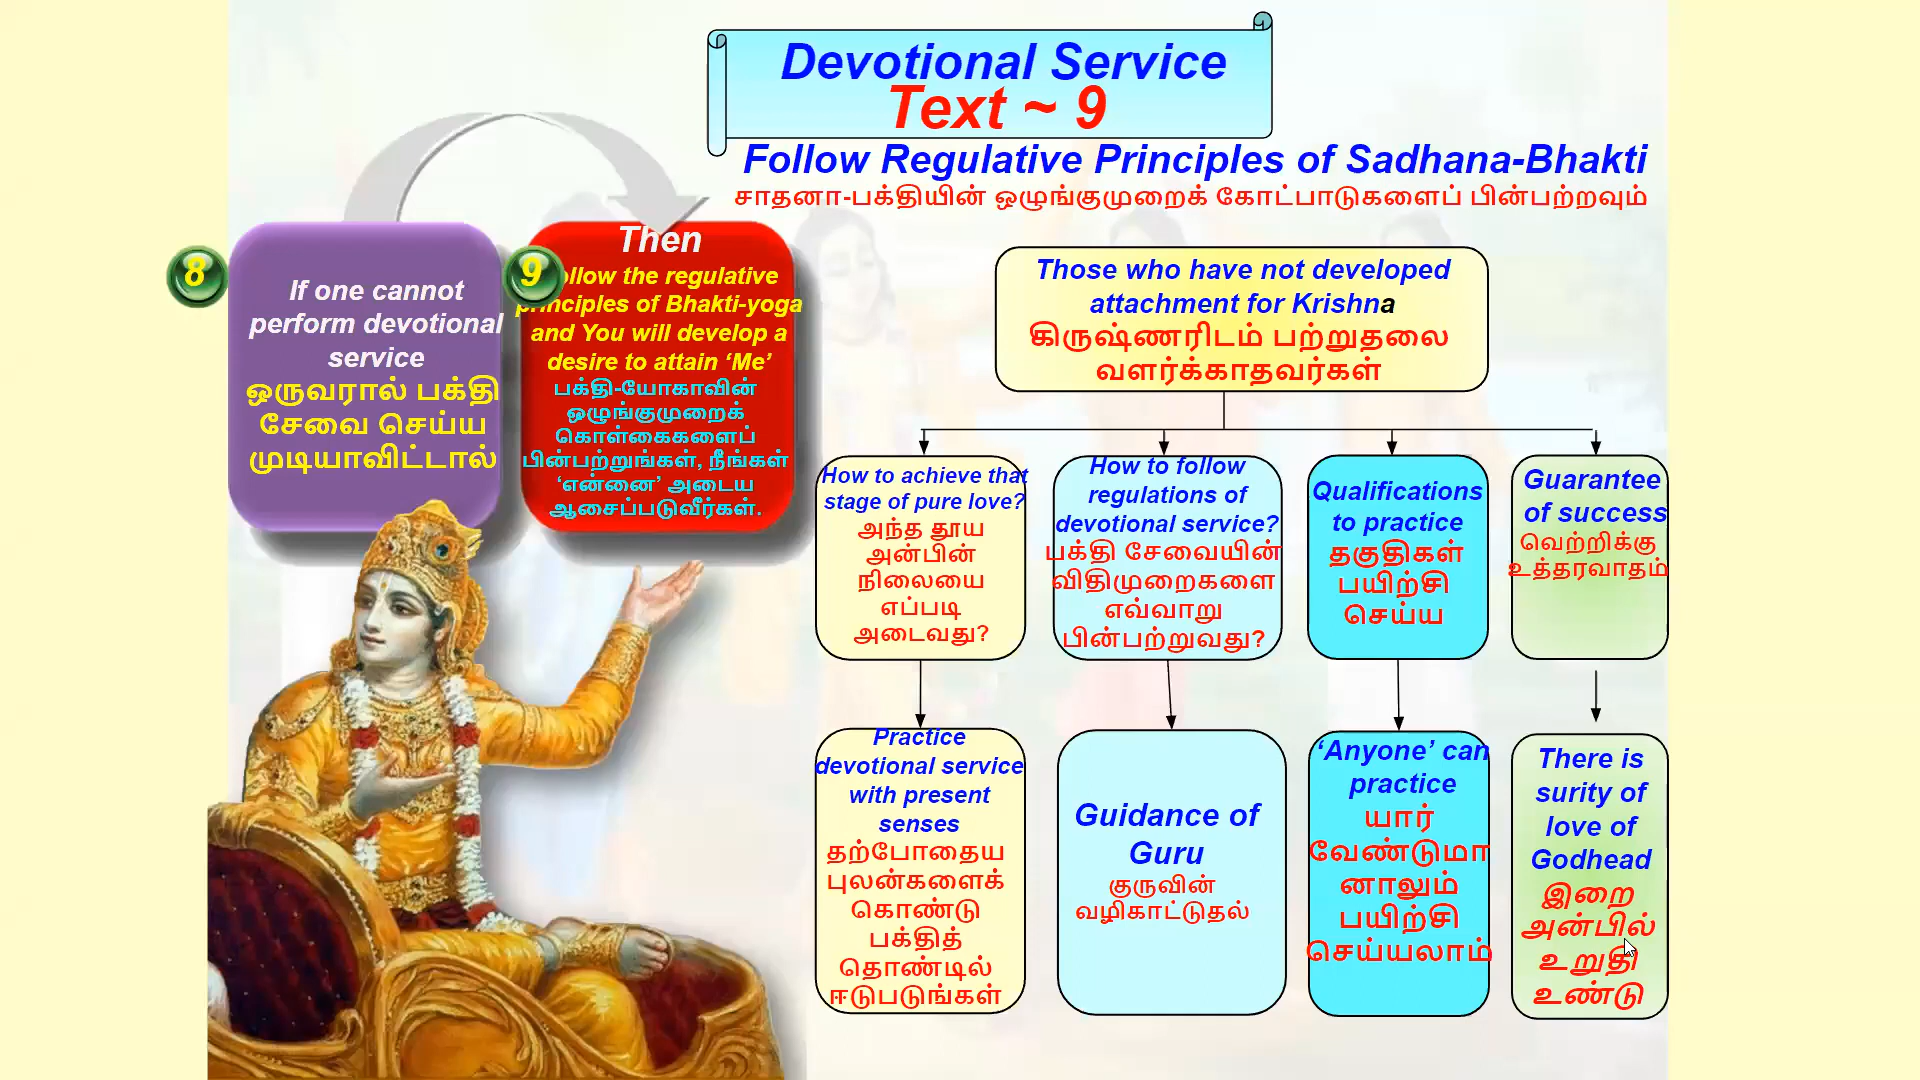 Devotional Service
Text ~ 9
Follow Regulative Principles of Sadhana-Bhakti
சாதனா-பக்தியின் ஒழுங்குமுறைக் கோட்பாடுகளைப் பின்பற்றவும்
8
If one cannot
perform devotional
service
ஒருவரால் பக்தி
சேவை செய்ய
முடியாவிட்டால்
9
Then
ollow the regulative
principles of Bhakti-yoga
and You will develop a
desire to attain ‘Me’
பக்தி-யோகாவின்
ஒழுங்குமுறைக்
கொள்கைகளைப்
பின்பற்றுங்கள், நீங்கள்
‘என்னை’ அடைய
ஆசைப்படுவீர்கள்.
Those who have not developed
attachment for Krishna
கிருஷ்ணரிடம் பற்றுதலை
வளர்க்காதவர்கள்
How to achieve that
stage of pure love?
அந்த தூய
அன்பின்
நிலையை
எப்படி
அடைவது?
How to follow
regulations of
devotional service?
பக்தி சேவையின்
விதிமுறைகளை
எவ்வாறு
பின்பற்றுவது?
Qualifications
to practice
தகுதிகள்
பயிற்சி
செய்ய
Guarantee
of success
வெற்றிக்கு
உத்தரவாதம்
Practice
devotional service
with present
senses
தற்போதைய
புலன்களைக்
கொண்டு
பக்தித்
தொண்டில்
ஈடுபடுங்கள்
Guidance of
Guru
குருவின்
வழிகாட்டுதல்
‘Anyone’ can
practice
யார்
வேண்டுமா
னாலும்
பயிற்சி
செய்யலாம்
There is
surity of
love of
Godhead
இறை
அன்பில்
உறுதி
உண்டு